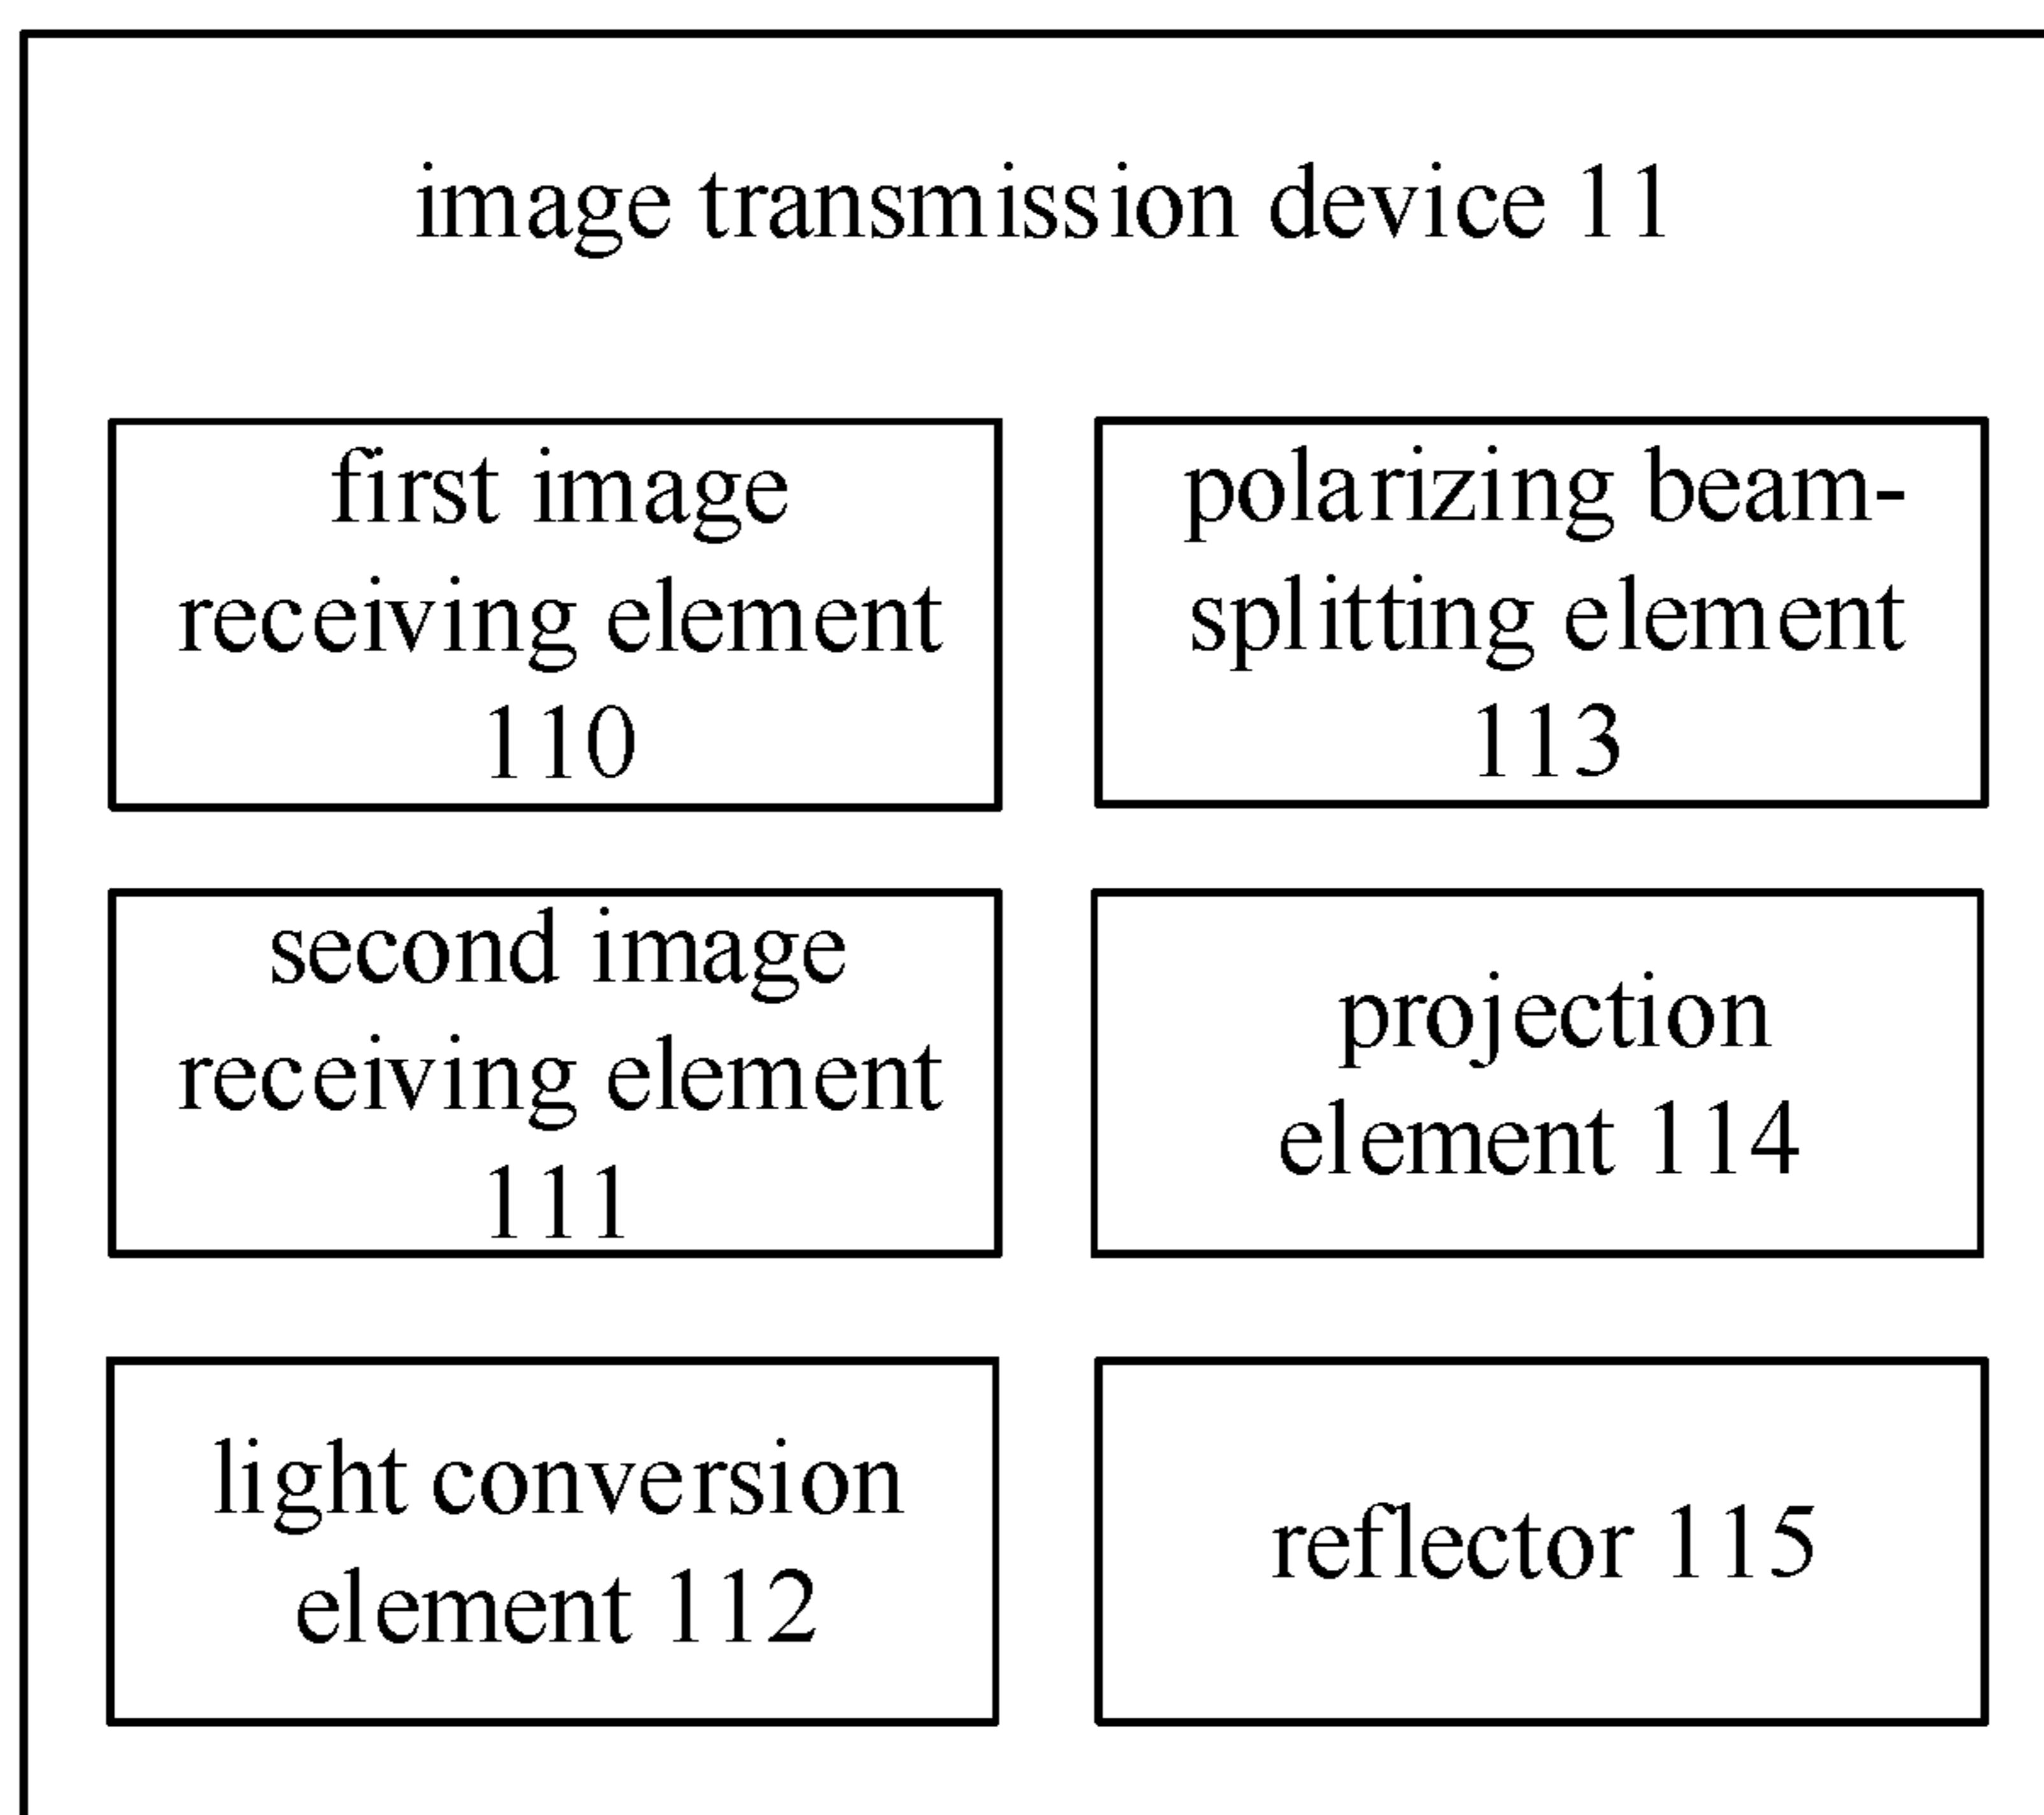 image transmission device 11
first image
receiving element
110
polarizing beam-
splitting element
113
second image
receiving element
111
projection
element 114
light conversion
element 112
reflector 115